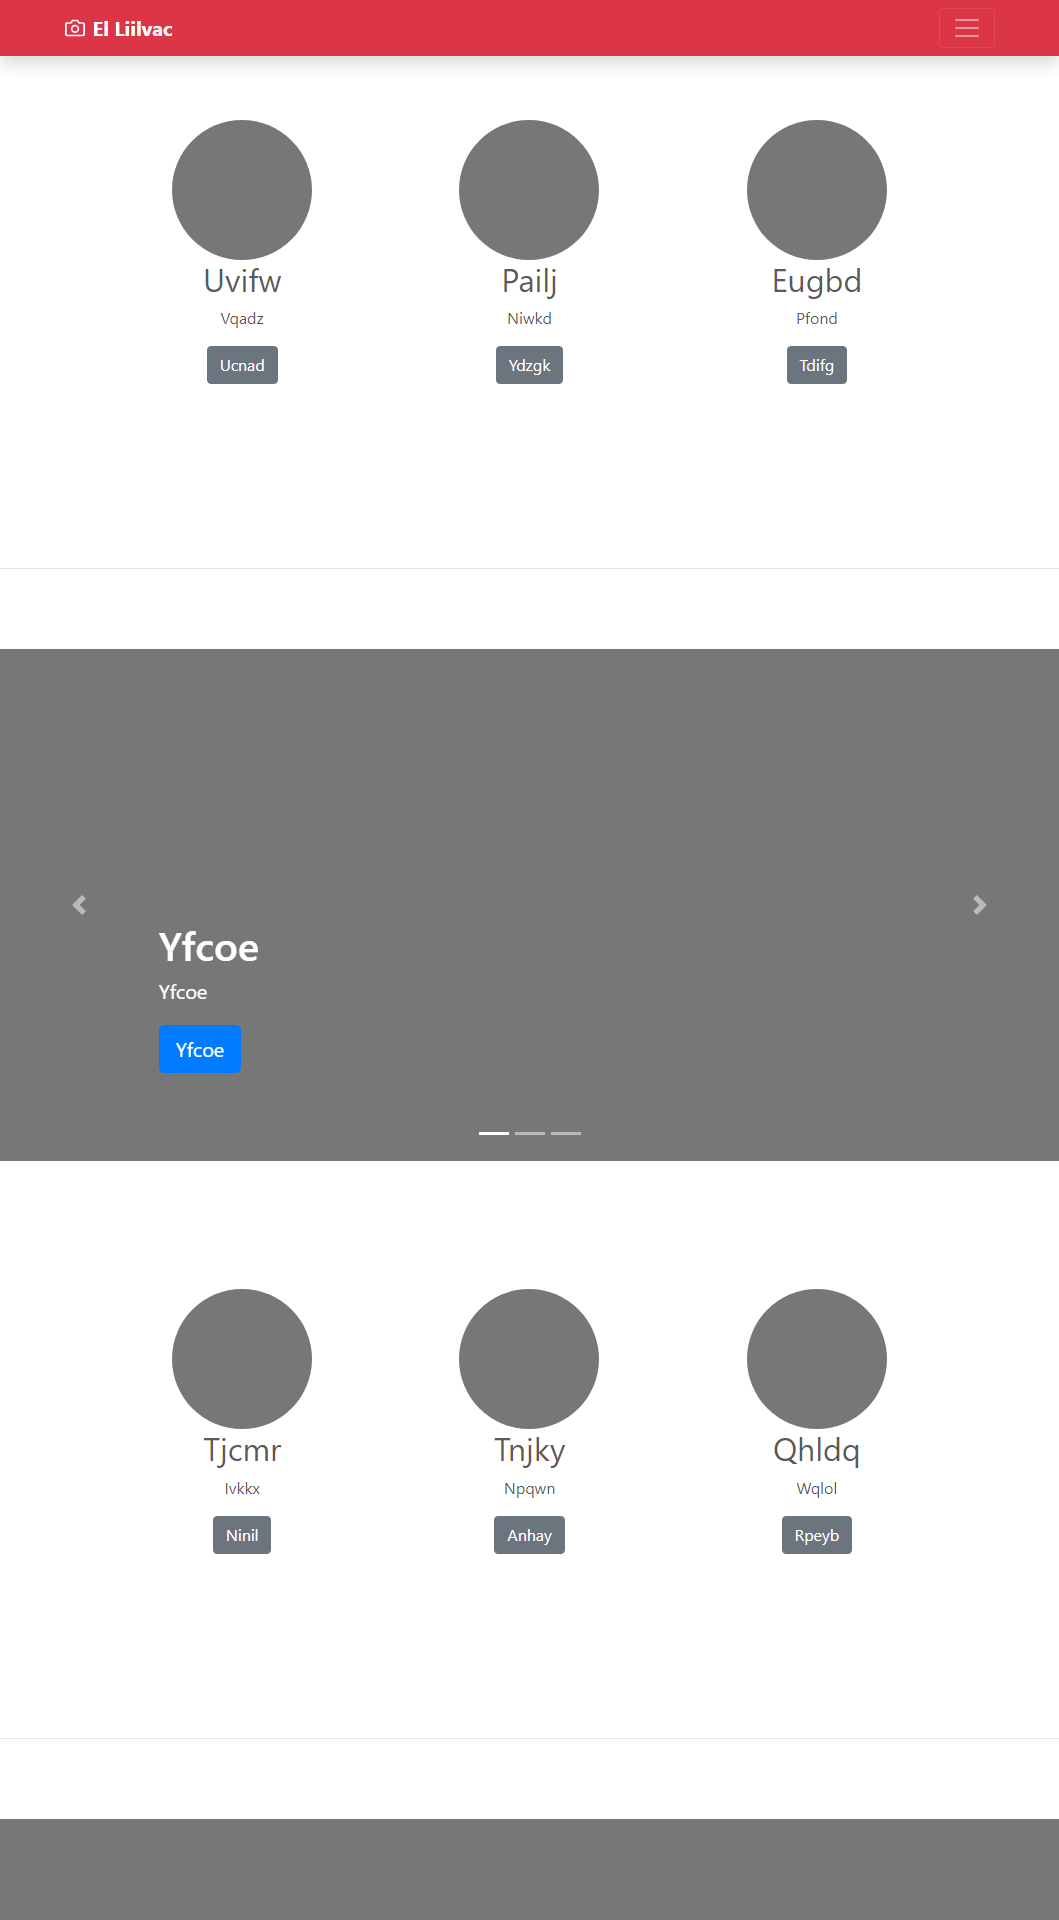 El Liilvac
Uvifw
Vqadz
Ucnad
Pailj
Niwkd
Ydzgk
Eugbd
Pfond
Tdifg
Yfcoe
Yfcoe
Yfcoe
Tjcmr
Ivkkx
Ninil
Tnjky
Npqwn
Anhay
Qhldq
Wqlol
Rpeyb